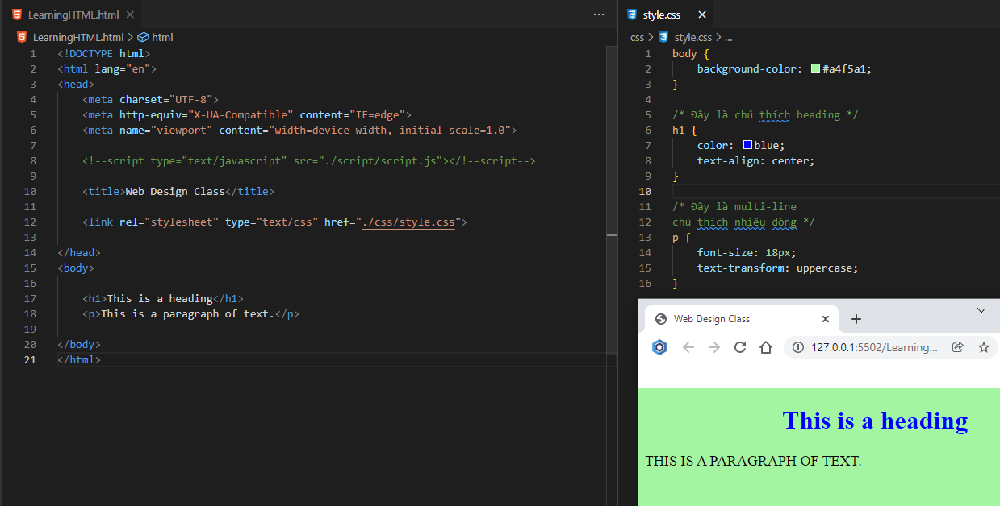 LearningHTML.html
LearningHTML.html > html
1 <!DOCTYPE html>
2 <html lang="en">
3 <head>
4 <meta charset="UTF-8">
5 <meta http-equiv="X-UA-Compatible" content="IE=edge">
6 <meta name="viewport" content="width=device-width, initial-scale=1.0">
7
8 <!--script type="text/javascript" src="./script/script.js"></!--script-->
9
10 <title>Web Design Class</title>
11
12 <link rel="stylesheet" type="text/css" href="./css/style.css">
13
14 </head>
15 <body>
16
17 <h1>This is a heading</h1>
18 <p>This is a paragraph of text.</p>
19
20 </body>
21 </html>
style.css
css > style.css > ...
1 body {
2 background-color: #a4f5a1;
3 }
4
5 /* Đây là chú thích heading */
6 h1 {
7 color: blue;
8 text-align: center;
9 }
10
11 /* Đây là multi-line
12 chú thích nhiều dòng */
13 p {
14 font-size: 18px;
15 text-transform: uppercase;
16 }
Web Design Class
127.0.0.1:5502/Learning...
This is a heading
THIS IS A PARAGRAPH OF TEXT.